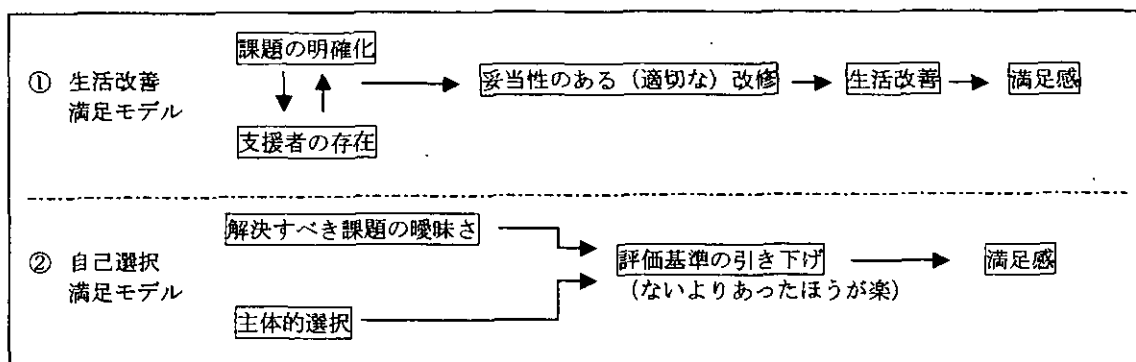 課題の明確化
① 生活改善
満足モデル
妥当性のある（適切な）改修
生活改善
満足感
支援者の存在
解決すべき課題の曖昧さ
② 自己選択
満足モデル
評価基準の引き下げ
（ないよりあったほうが楽）
満足感
主体的選択